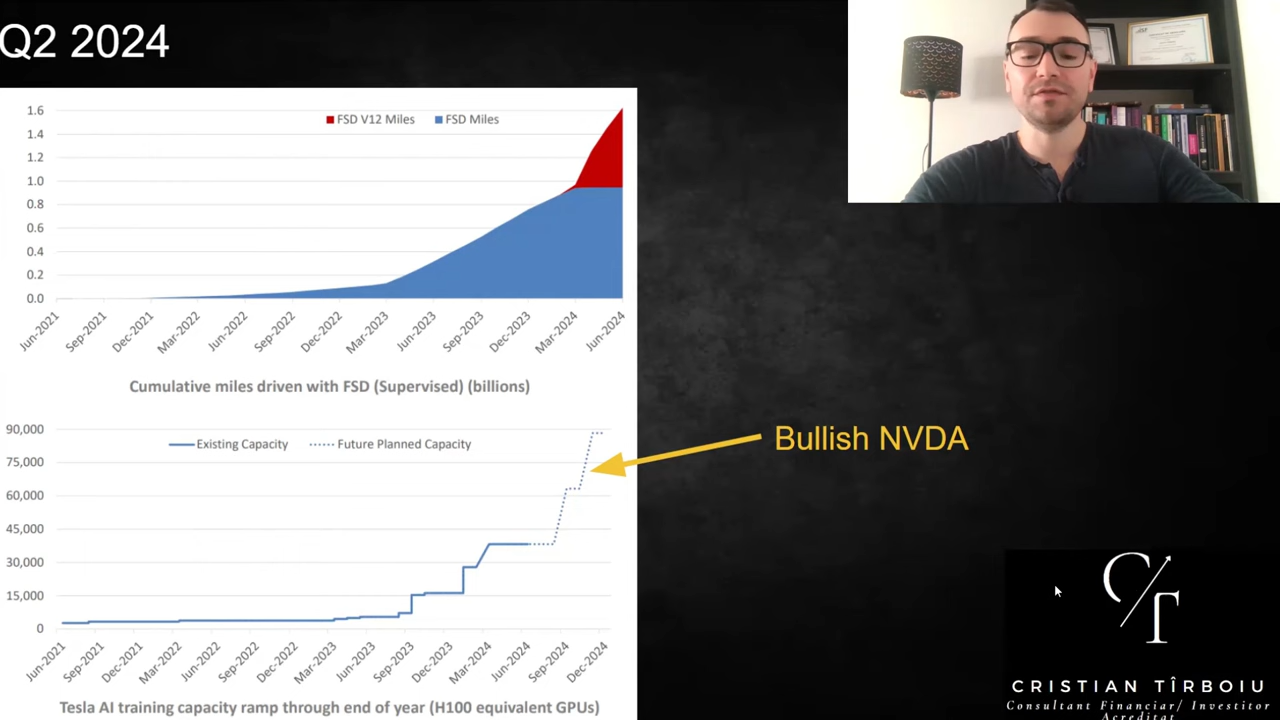 Q2 2024
1.6
1.4
1.2
1.0
0.8
0.6
0.4
0.2
0.0
FSD V12 Miles
FSD Miles
Jun-2021
Sep-2021
Dec-2021
Mar-2022
Jun-2022
Sep-2022
Dec-2022
Mar-2023
Jun-2023
Sep-2023
Dec-2023
Mar-2024
Jun-2024
Cumulative miles driven with FSD (Supervised) (billions)
90,000
75,000
60,000
45,000
30,000
15,000
0
Existing Capacity
Future Planned Capacity
Jun-2021
Sep-2021
Dec-2021
Mar-2022
Jun-2022
Sep-2022
Dec-2022
Mar-2023
Jun-2023
Sep-2023
Dec-2023
Mar-2024
Jun-2024
Sep-2024
Dec-2024
Tesla AI training capacity ramp through end of year (H100 equivalent GPUs)
Bullish NVDA
CT
CRISTIAN TÎRBOIU
Consultant Financiar/ Investitor
Acreditat